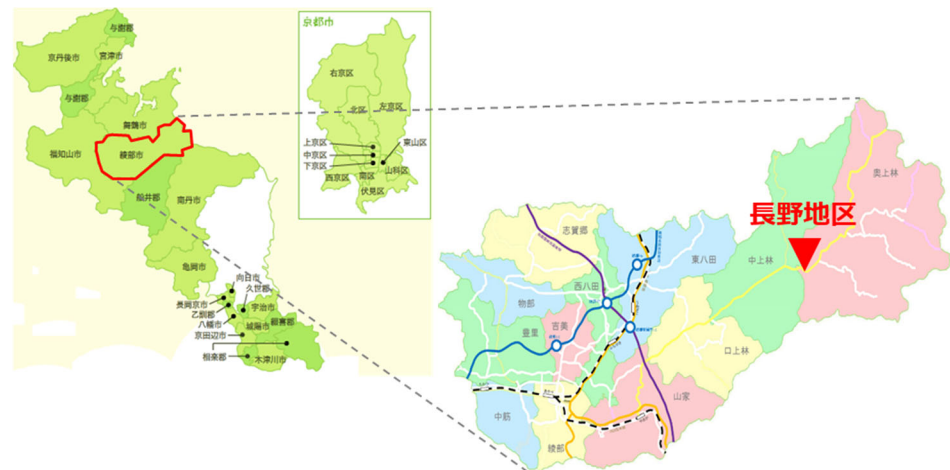 京都市
与謝郡
京丹後市
宮津市
与謝郡
舞鶴市
福知山市
綾部市
船井郡
南丹市
亀岡市
向日市
久世郡
長岡京市
乙訓郡
宇治市
八幡市
城陽市
綴喜郡
京田辺市
相楽郡
木津川市
右京区
北区
左京区
上京区
東山区
中京区
下京区
山科区
西京区
南区
伏見区
長野地区
奥上林
志賀郷
中上林
東八田
西八田
物部
豊里
吉美
口上林
山家
中筋
綾部